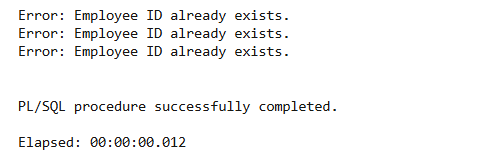 Error: Employee ID already exists.
Error: Employee ID already exists.
Error: Employee ID already exists.
PL/SQL procedure successfully completed.
Elapsed: 00:00:00.012